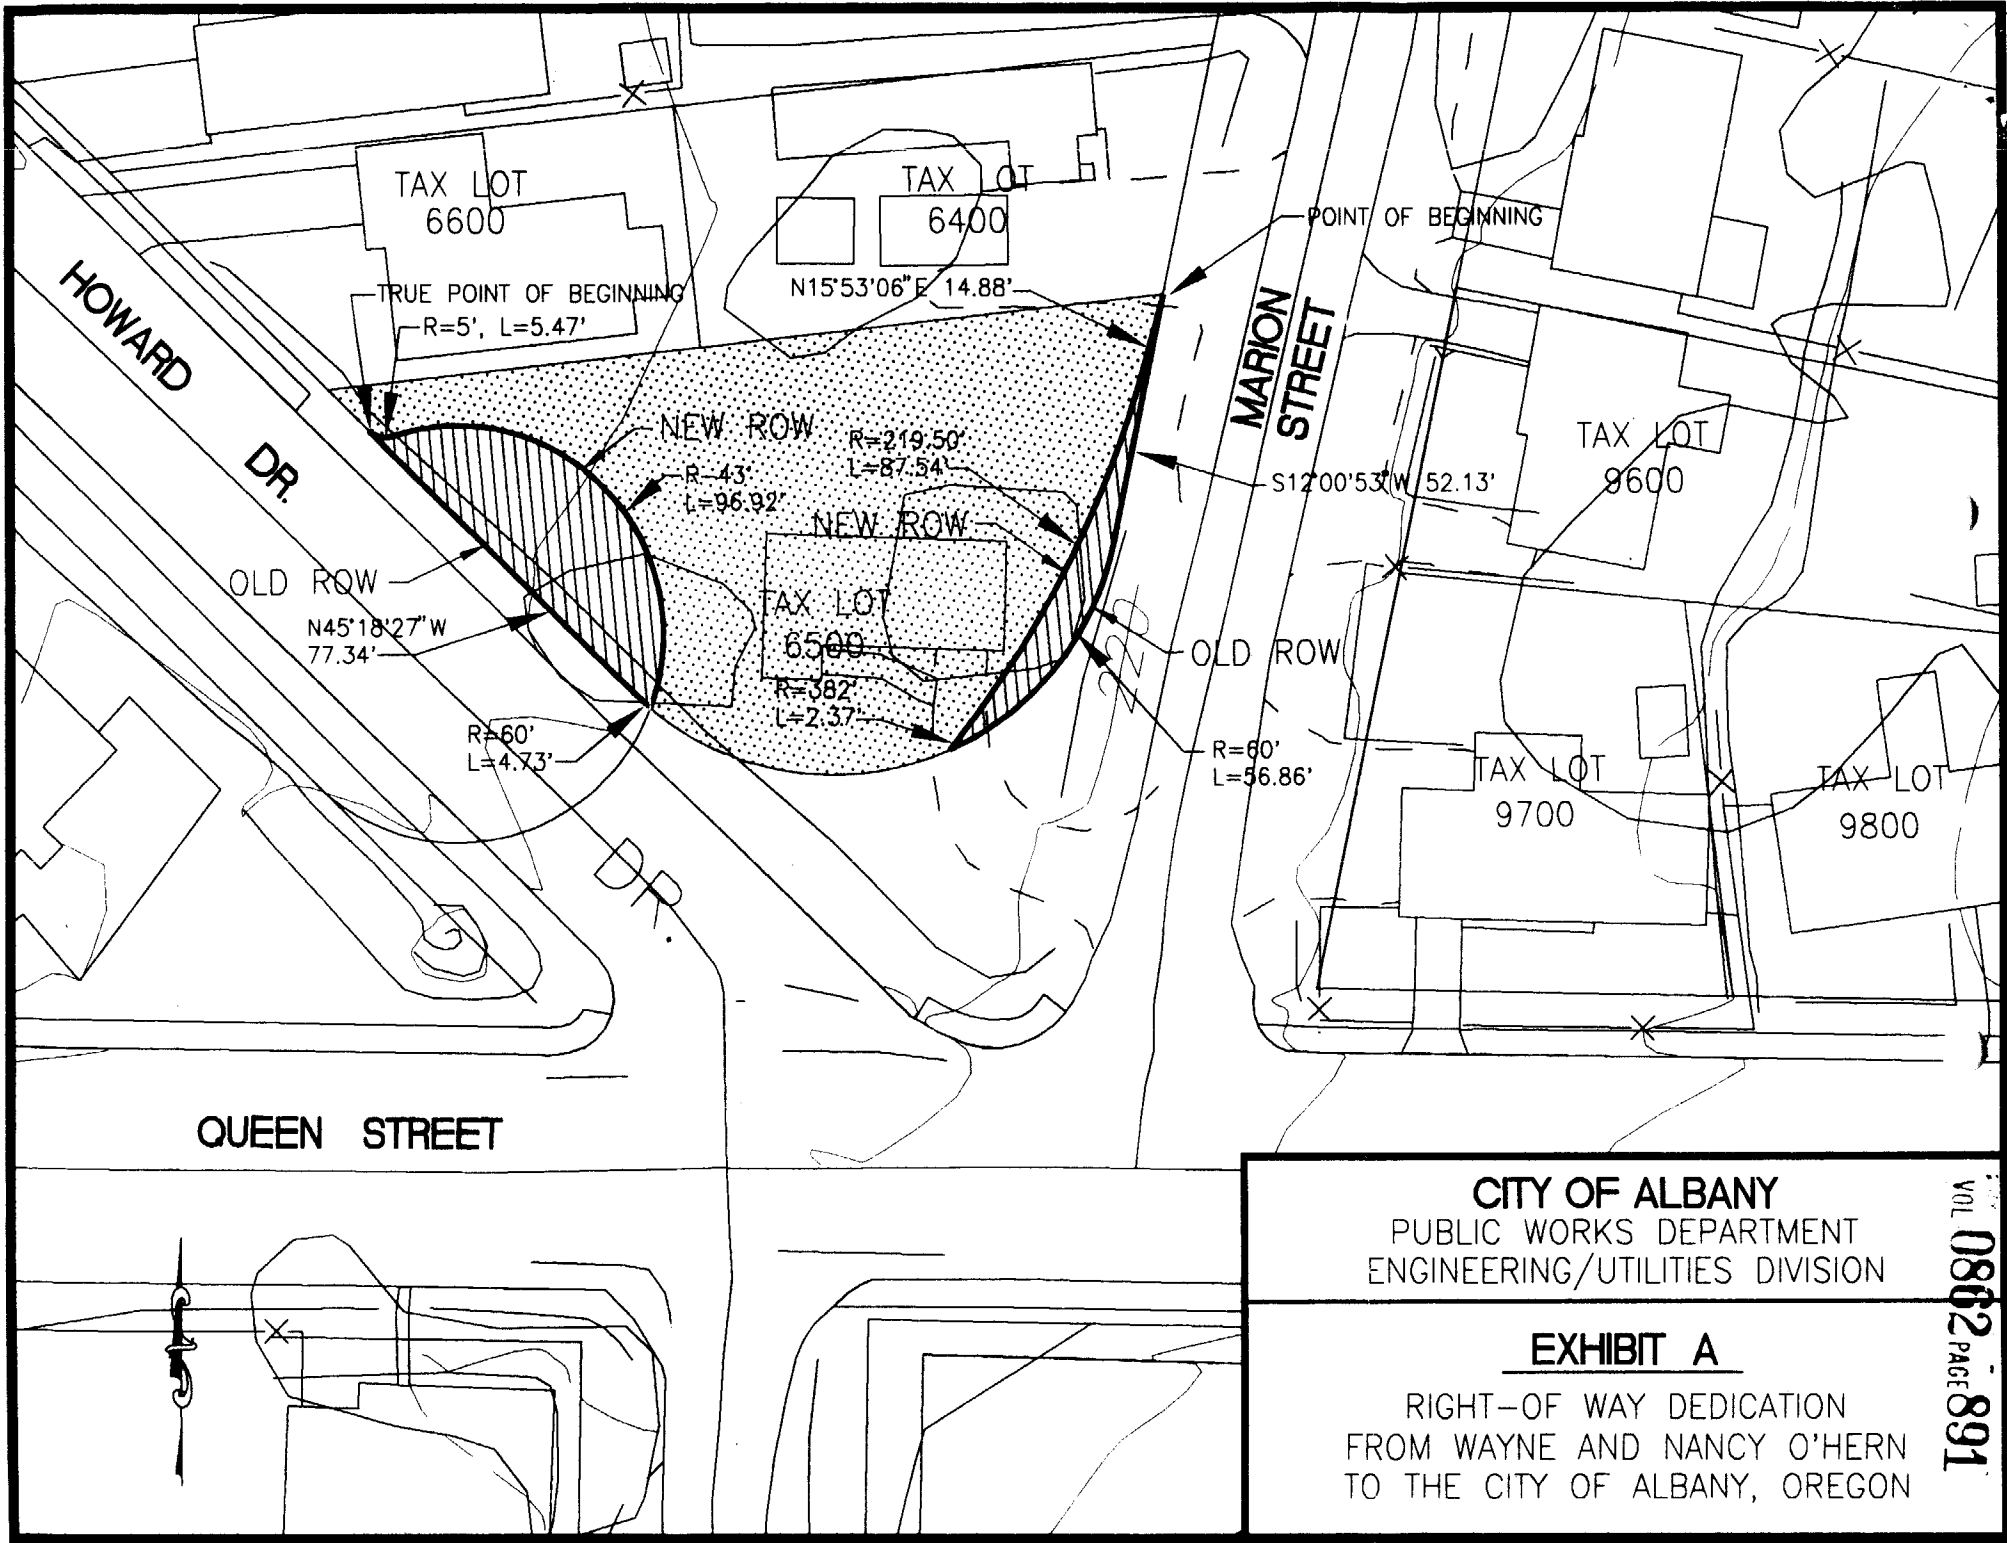 TAX LOT
6600
TAX LOT
6400
POINT OF BEGINNING
N15°53'06"E 14.88'
TRUE POINT OF BEGINNING
R=5', L=5.47'
HOWARD DR.
MARION
STREET
NEW ROW
R=219.50'
L=87.54'
R=43'
L=96.92'
S12°00'53"W 52.13'
NEW ROW
TAX LOT
9600
OLD ROW
N45°18'27"W
77.34'
TAX LOT
6500
OLD ROW
R=382'
L=2.37'
R=60'
L=4.73'
R=60'
L=56.86'
TAX LOT
9700
TAX LOT
9800
DR
QUEEN STREET
CITY OF ALBANY
PUBLIC WORKS DEPARTMENT
ENGINEERING/UTILITIES DIVISION
EXHIBIT A
RIGHT-OF WAY DEDICATION
FROM WAYNE AND NANCY O'HERN
TO THE CITY OF ALBANY, OREGON
VOL 0862 PAGE 891